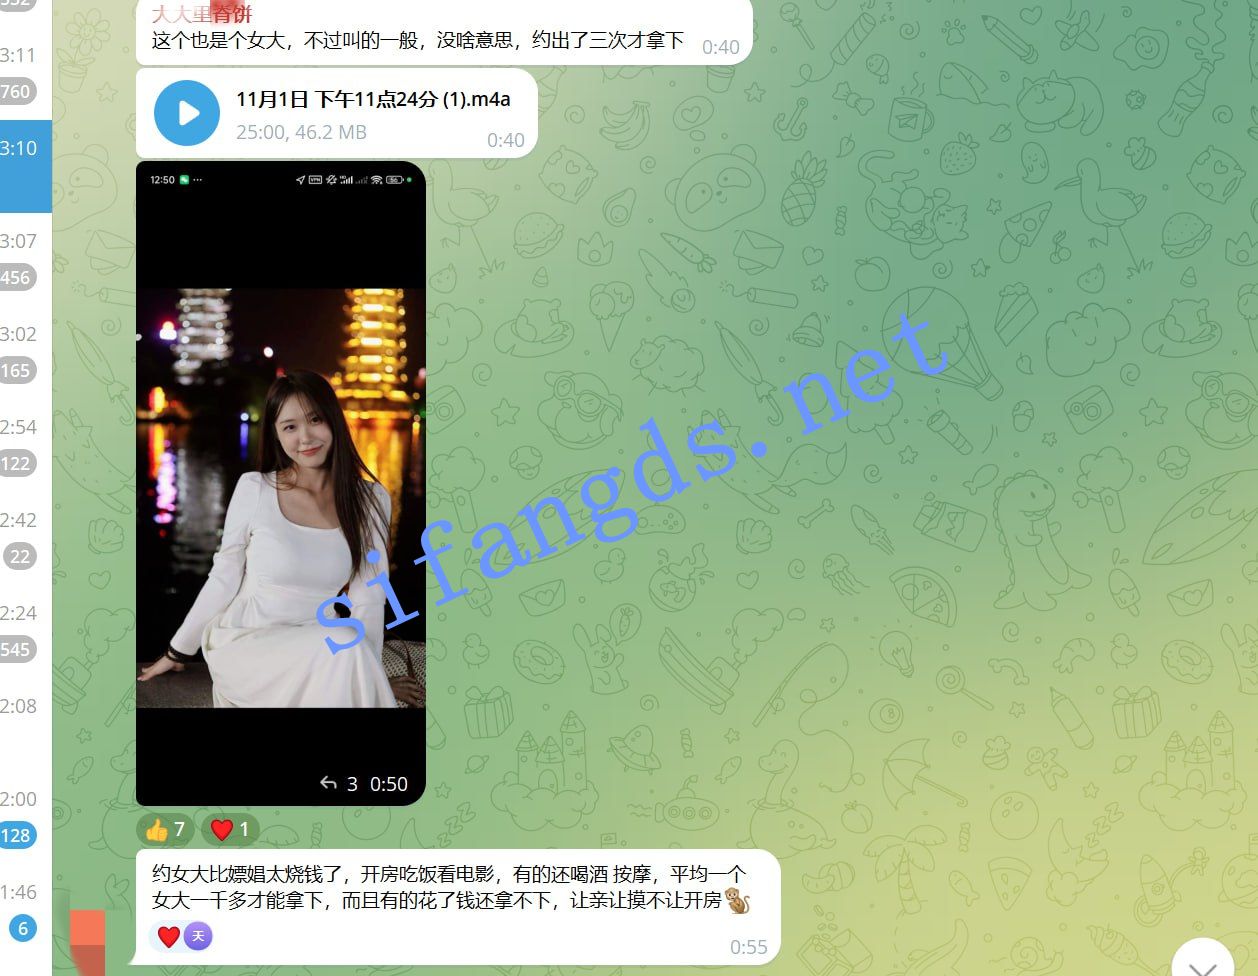 3:11
760
3:10
3:07
456
3:02
165
2:54
122
2:42
22
2:24
545
2:08
2:00
128
1:46
6
脊饼
这个也是个女大，不过叫的一般，没啥意思，约出了三次才拿下 0:40
11月1日 下午11点24分 (1).m4a
25:00, 46.2 MB 0:40
12:50
VPN
3 0:50
7 1
约女大比嫖娼太烧钱了，开房吃饭看电影，有的还喝酒 按摩，平均一个
女大一千多才能拿下，而且有的花了钱还拿不下，让亲让摸不让开房
天
0:55
sifangds.net